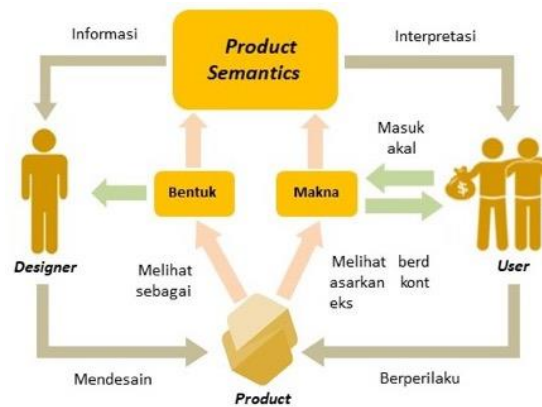 Informasi
Product
Semantics
Interpretasi
Masuk
akal
Bentuk
Makna
$
Designer
Melihat
sebagai
Melihat berd kont
asarkan
eks
User
Mendesain
Product
Berperilaku